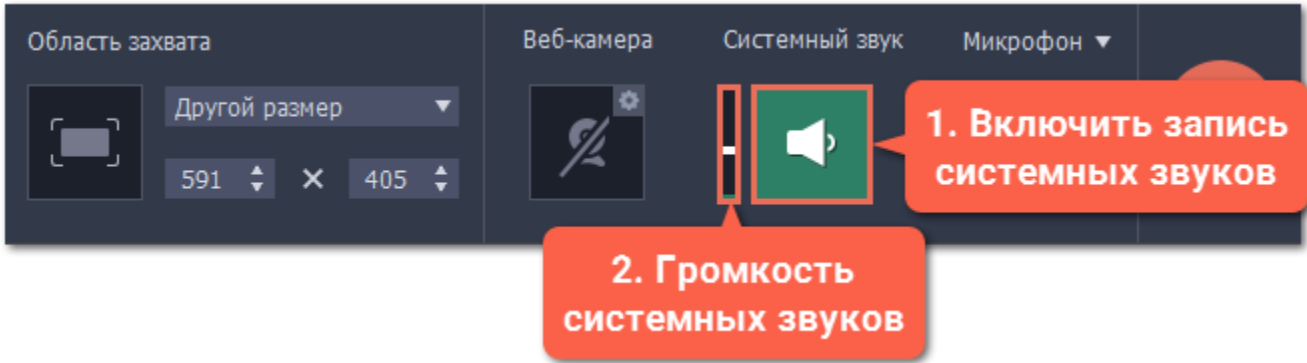 Область захвата
Веб-камера
Системный звук
Микрофон
Другой размер
591 × 405
1. Включить запись
системных звуков
2. Громкость
системных звуков